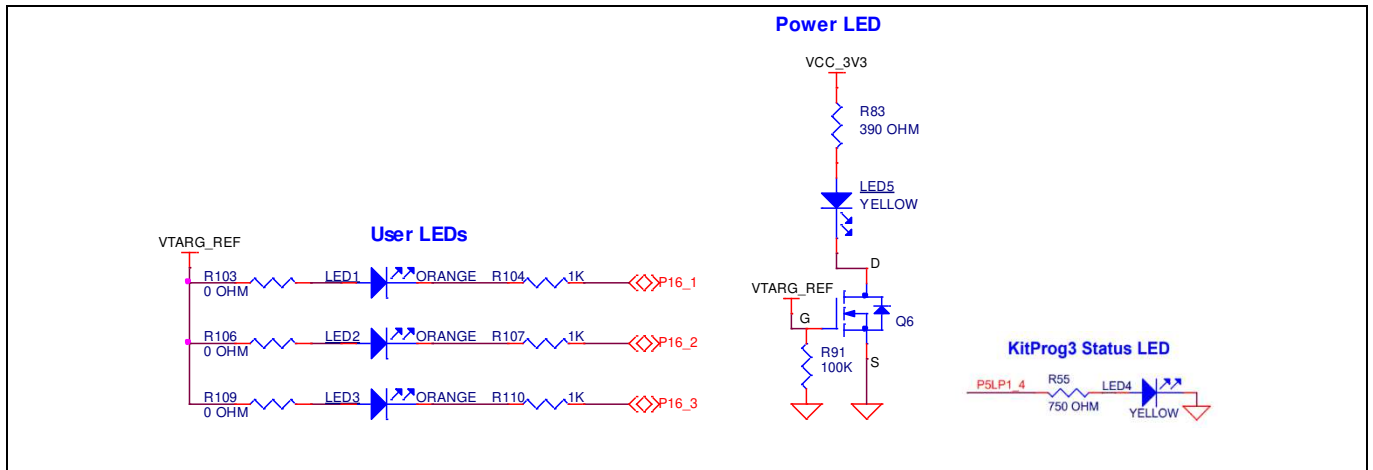 Power LED
VCC_3V3
R83
390 OHM
LED5
YELLOW
User LEDs
VTARG_REF
R103 LED1 ORANGE R104 1K P16_1
0 OHM
D
VTARG_REF
G
Q6
R106 LED2 ORANGE R107 1K P16_2
0 OHM
R91
100K
S
KitProg3 Status LED
P5LP1_4 R55 LED4
750 OHM YELLOW
R109 LED3 ORANGE R110 1K P16_3
0 OHM